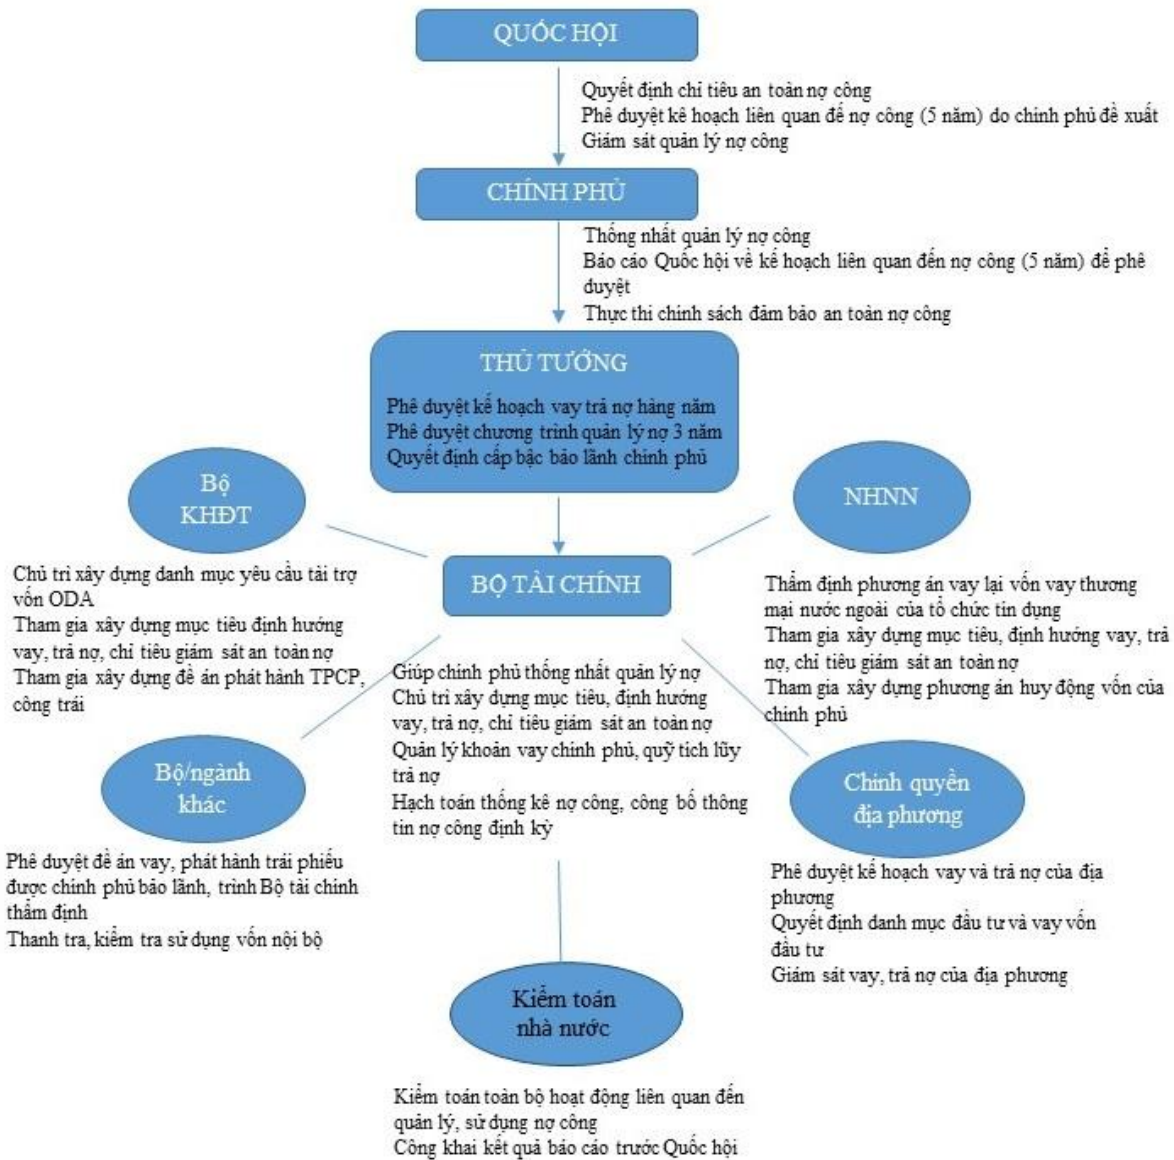 QUỐC HỘI
Quyết định chỉ tiêu an toàn nợ công
Phê duyệt kế hoạch liên quan để nợ công (5 năm) do chính phủ đề xuất
Giám sát quản lý nợ công
CHÍNH PHỦ
Thống nhất quản lý nợ công
Báo cáo Quốc hội về kế hoạch liên quan đến nợ công (5 năm) để phê
duyệt
Thực thi chính sách đảm bảo an toàn nợ công
THỦ TƯỚNG
Phê duyệt kế hoạch vay trả nợ hàng năm
Phê duyệt chương trình quản lý nợ 3 năm
Quyết định cấp bậc bảo lãnh chính phủ
Bộ
KHĐT
Chủ trì xây dựng danh mục yêu cầu tài trợ
vốn ODA
Tham gia xây dựng mục tiêu định hướng
vay, trả nợ, chỉ tiêu giám sát an toàn nợ
Tham gia xây dựng đề án phát hành TPCP,
công trái
NHNN
Thẩm định phương án vay lại vốn vay thương
mại nước ngoài của tổ chức tín dụng
Tham gia xây dựng mục tiêu, định hướng vay, trả
nợ, chỉ tiêu giám sát an toàn nợ
Tham gia xây dựng phương án huy động vốn của
chính phủ
BỘ TÀI CHÍNH
Giúp chính phủ thống nhất quản lý nợ
Chủ trì xây dựng mục tiêu, định hướng
vay, trả nợ, chỉ tiêu giám sát an toàn nợ
Quản lý khoản vay chính phủ, quỹ tích lũy
trả nợ
Hạch toán thống kê nợ công, công bố thông
tin nợ công định kỳ
Bộ/ngành
khác
Phê duyệt đề án vay, phát hành trái phiếu
được chính phủ bảo lãnh, trình Bộ tài chính
thẩm định
Thanh tra, kiểm tra sử dụng vốn nội bộ
Chính quyền
địa phương
Phê duyệt kế hoạch vay và trả nợ của địa
phương
Quyết định danh mục đầu tư và vay vốn
đầu tư
Giám sát vay, trả nợ của địa phương
Kiểm toán
nhà nước
Kiểm toán toàn bộ hoạt động liên quan đến
quản lý, sử dụng nợ công
Công khai kết quả báo cáo trước Quốc hội